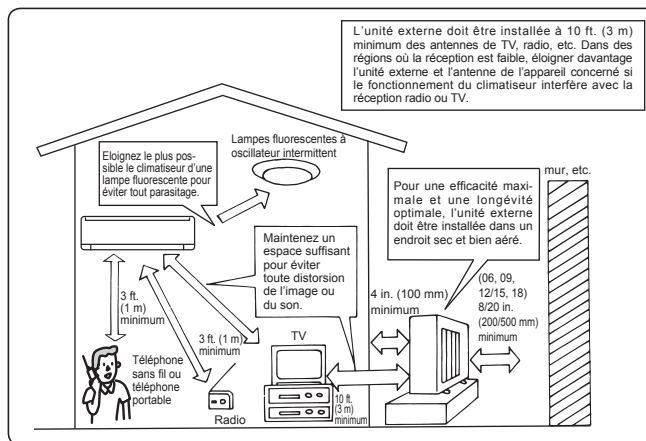 L'unité externe doit être installée à 10 ft. (3 m)
minimum des antennes de TV, radio, etc. Dans des
régions où la réception est faible, éloigner davantage
l'unité externe et l'antenne de l'appareil concerné si
le fonctionnement du climatiseur interfère avec la
réception radio ou TV.
Lampes fluorescentes à
oscillateur intermittent
Eloignez le plus pos-
sible le climatiseur d'une
lampe fluorescente pour
éviter tout parasitage.
mur, etc.
Pour une efficacité maxi-
male et une longévité
optimale, l'unité externe
doit être installée dans un
endroit sec et bien aéré.
Maintenez un
espace suffisant
pour éviter
toute distorsion
de l'image ou
du son.
4 in. (100 mm)
minimum
(06, 09,
12/15, 18)
8/20 in.
(200/500 mm)
minimum
3 ft.
(1 m)
minimum
3 ft. (1 m)
minimum
TV
Téléphone
sans fil ou
téléphone
portable
Radio
10 ft.
(3 m)
minimum